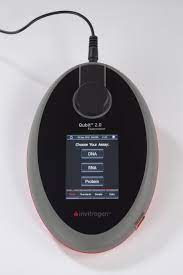 Qubit® 2.0
Fluorometer
Choose Your Assay:
DNA
RNA
Protein
invitrogen